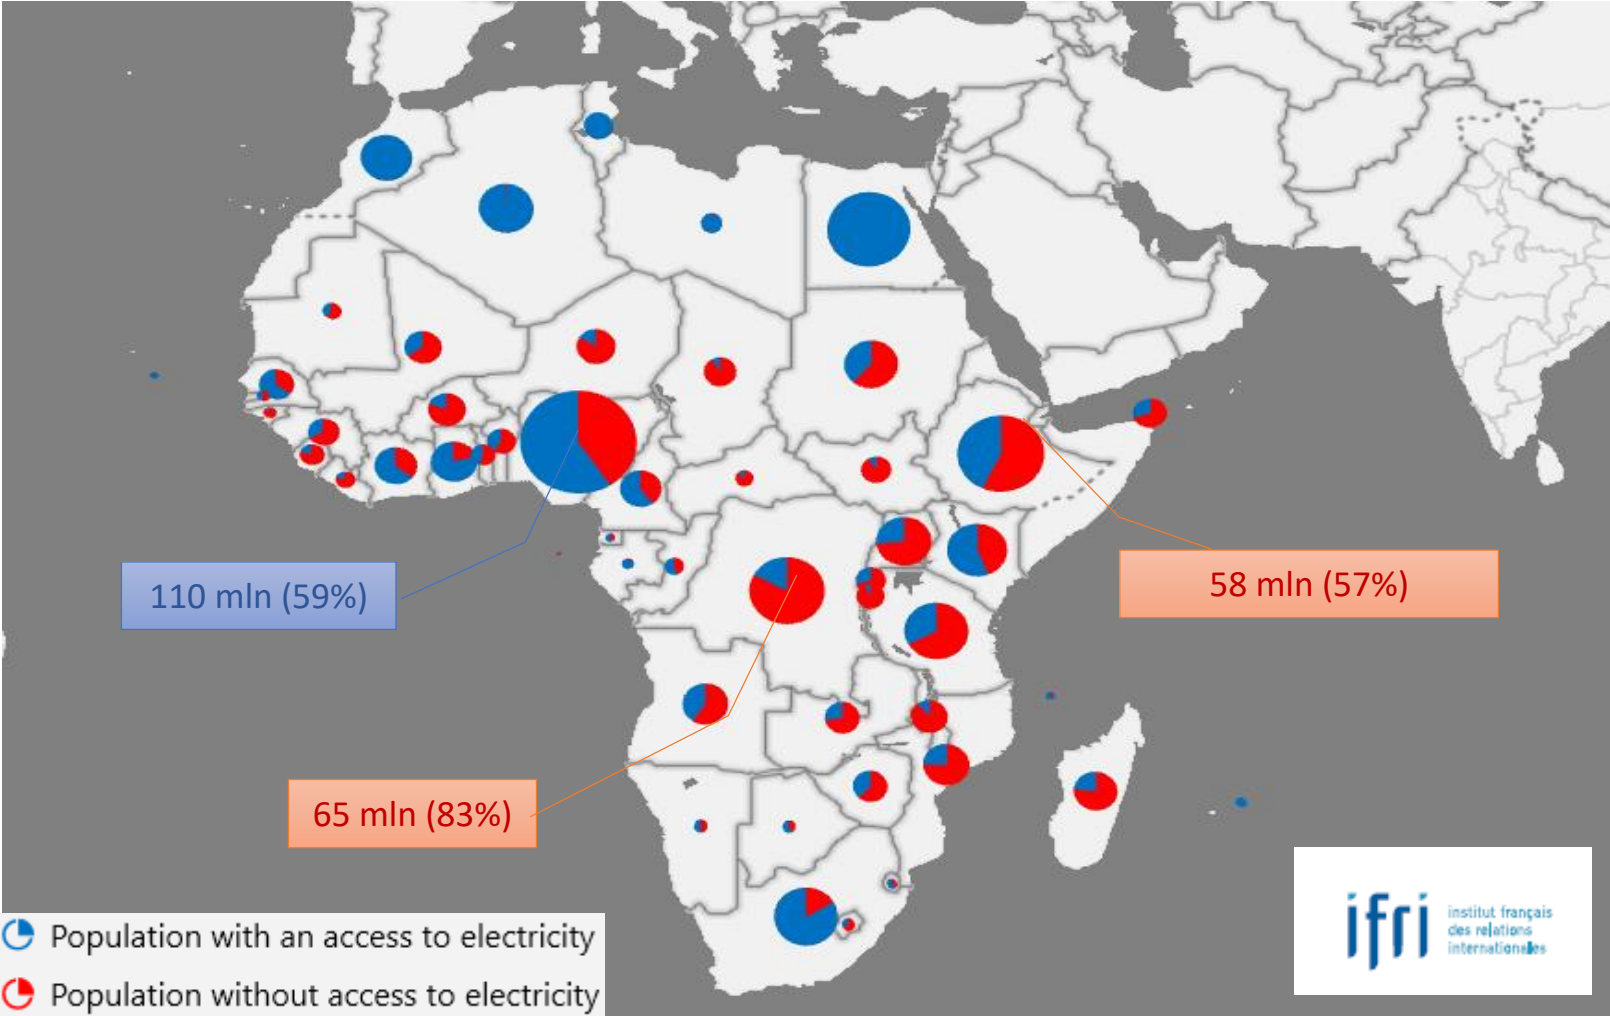 110 mln (59%)
58 mln (57%)
65 mln (83%)
Population with an access to electricity
Population without access to electricity
ifri
institut français
des relations
internationales